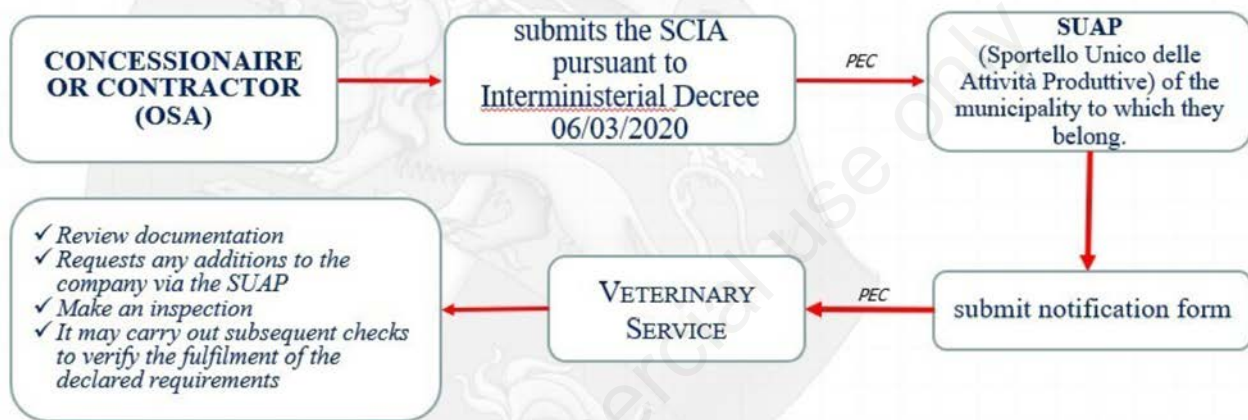 CONCESSIONAIRE
OR CONTRACTOR
(OSA)
submits the SCIA
pursuant to
Interministerial Decree
06/03/2020
PEC
SUAP
(Sportello Unico delle
Attività Produttive) of the
municipality to which they
belong.
submit notification form
PEC
VETERINARY
SERVICE
✓ Review documentation
✓ Requests any additions to the
company via the SUAP
✓ Make an inspection
✓ It may carry out subsequent checks
to verify the fulfilment of the
declared requirements
ercial use only